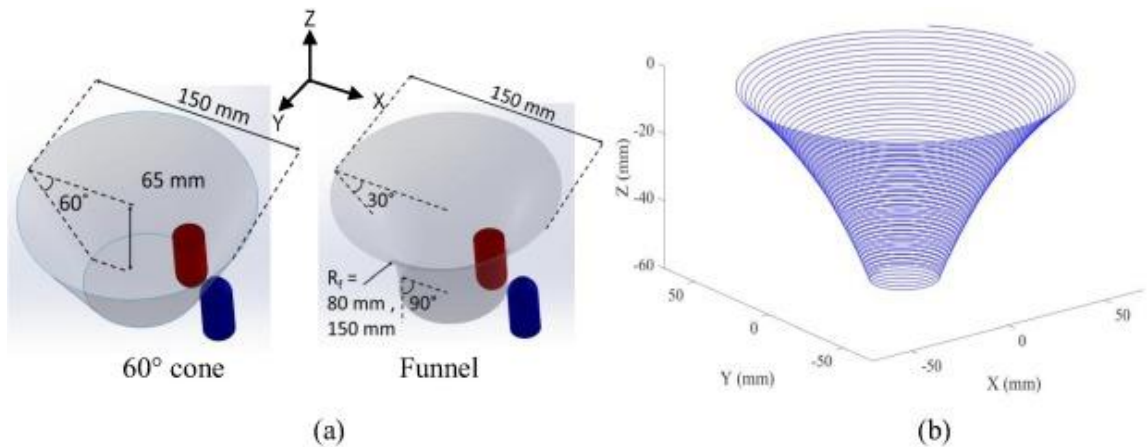 Z
X
Y
150 mm
65 mm
60°
60° cone
150 mm
30°
R_f =
80 mm ,
150 mm
90°
Funnel
(a)
0
-20
-40
-60
Z (mm)
50
0
-50
Y (mm)
-50
0
50
X (mm)
(b)